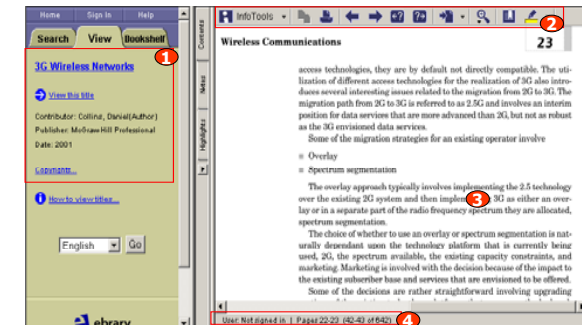 Home Sign In Help
Search View Bookshelf
1
3G Wireless Networks
View this title
Contributor: Collins, Daniel(Author)
Publisher: McGraw Hill Professional
Date: 2001
Copyrights...
How to view titles...
English Go
ebrary
Contents
Notes
Highlights
InfoTools
2
Wireless Communications 23
access technologies, they are by default not directly compatible. The uti-
lization of different access technologies for the realization of 3G also intro-
duces several interesting issues related to the migration from 2G to 3G. The
migration path from 2G to 3G is referred to as 2.5G and involves an interim
position for data services that are more advanced than 2G, but not as robust
as the 3G envisioned data services.
Some of the migration strategies for an existing operator involve
Overlay
Spectrum segmentation
The overlay approach typically involves implementing the 2.5 technology
over the existing 2G system and then 3G as either an over-
3
lay or in a separate part of the radio frequency spectrum they are allocated,
spectrum segmentation.
The choice of whether to use an overlay or spectrum segmentation is nat-
urally dependant upon the technology platform that is currently being
used, 2G, the spectrum available, the existing capacity constraints, and
marketing. Marketing is involved with the decision because of the impact to
the existing subscriber base and services that are envisioned to be offered.
Some of the decisions are rather straightforward involving upgrading
User: Not signed in | Pages 22-23 (42-43 of 642)
4